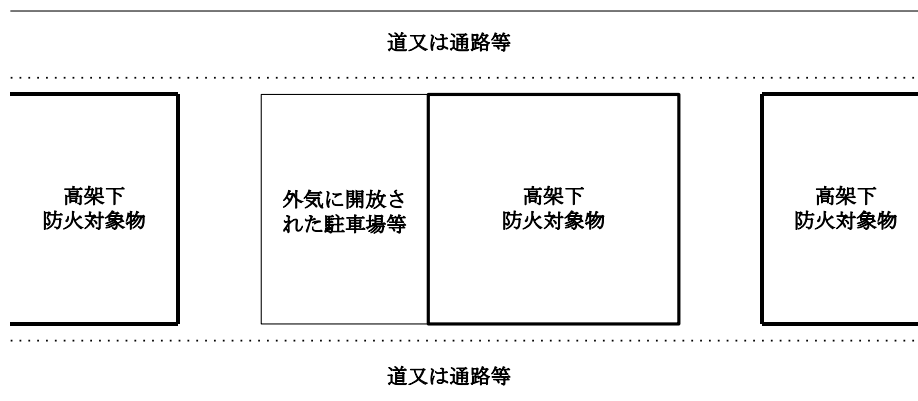 道又は通路等
高架下
防火対象物
外気に開放さ
れた駐車場等
高架下
防火対象物
高架下
防火対象物
道又は通路等